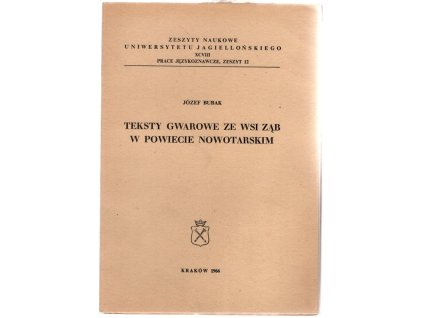 ZESZYTY NAUKOWE
UNIWERSYTETU JAGIELLOŃSKIEGO
XCVIII
PRACE JĘZYKOZNAWCZE, ZESZYT 12
JÓZEF BUBAK
TEKSTY GWAROWE ZE WSI ZĄB
W POWIECIE NOWOTARSKIM
KRAKÓW 1966